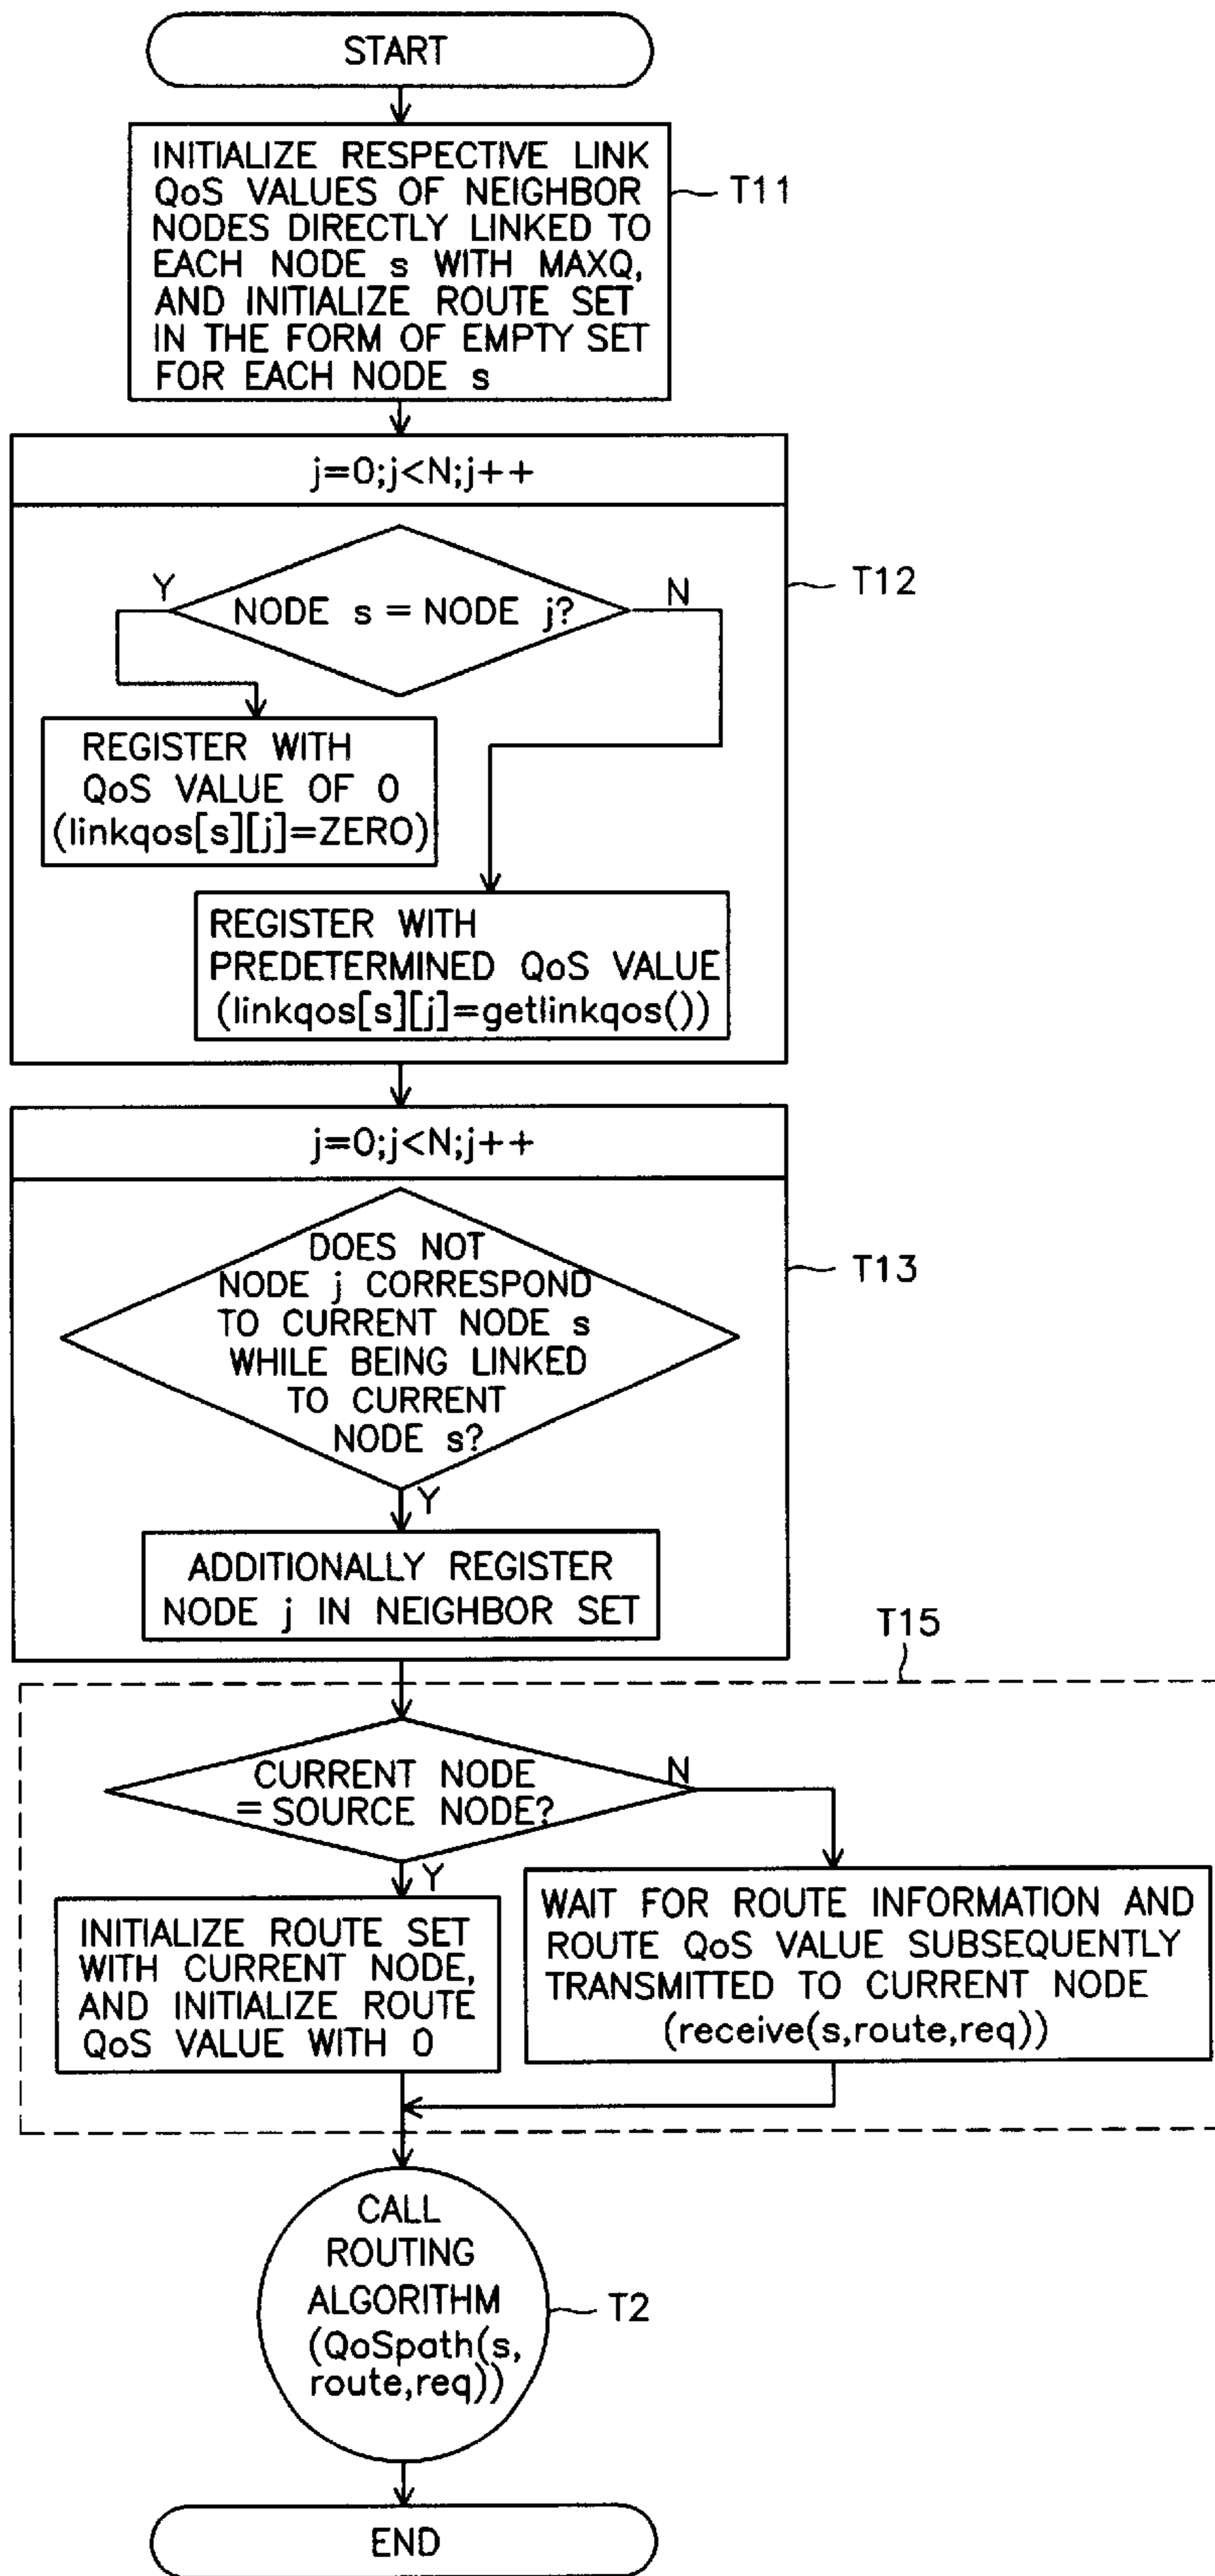 START
INITIALIZE RESPECTIVE LINK
QoS VALUES OF NEIGHBOR
NODES DIRECTLY LINKED TO
EACH NODE s WITH MAXQ,
AND INITIALIZE ROUTE SET
IN THE FORM OF EMPTY SET
FOR EACH NODE s
T11
j=0;j<N;j++
NODE s = NODE j?
Y
N
T12
REGISTER WITH
QoS VALUE OF 0
(linkqos[s][j]=ZERO)
REGISTER WITH
PREDETERMINED QoS VALUE
(linkqos[s][j]=getlinkqos())
j=0;j<N;j++
DOES NOT
NODE j CORRESPOND
TO CURRENT NODE s
WHILE BEING LINKED
TO CURRENT
NODE s?
T13
Y
ADDITIONALLY REGISTER
NODE j IN NEIGHBOR SET
T15
CURRENT NODE
= SOURCE NODE?
N
Y
INITIALIZE ROUTE SET
WITH CURRENT NODE,
AND INITIALIZE ROUTE
QoS VALUE WITH 0
WAIT FOR ROUTE INFORMATION AND
ROUTE QoS VALUE SUBSEQUENTLY
TRANSMITTED TO CURRENT NODE
(receive(s,route,req))
CALL
ROUTING
ALGORITHM
(QoSpath(s,
route,req))
T2
END